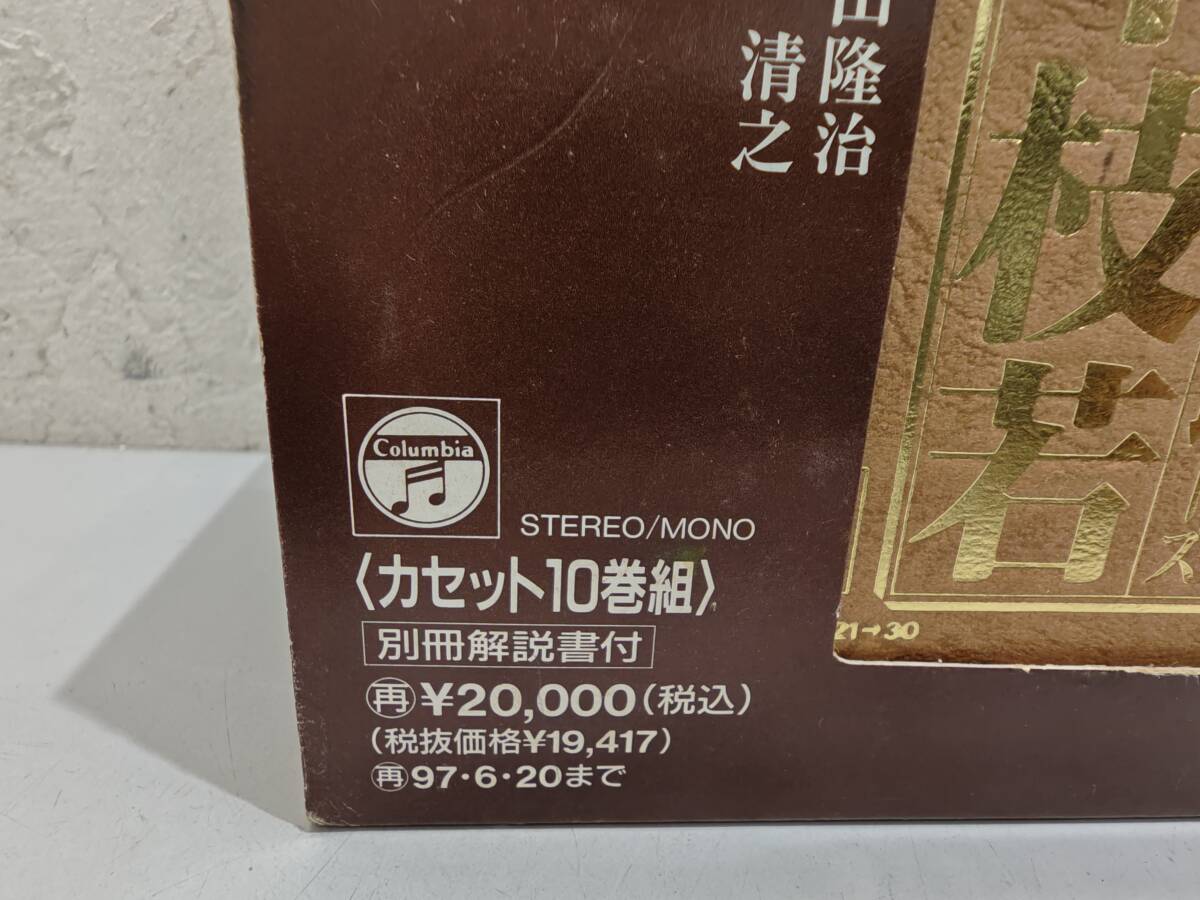 隆治
清之
枝
若
Columbia
STEREO/MONO
〈カセット10巻組〉
別冊解説書付
再 ¥20,000(税込)
(税抜価格¥19,417)
再 97・6・20まで
21→30